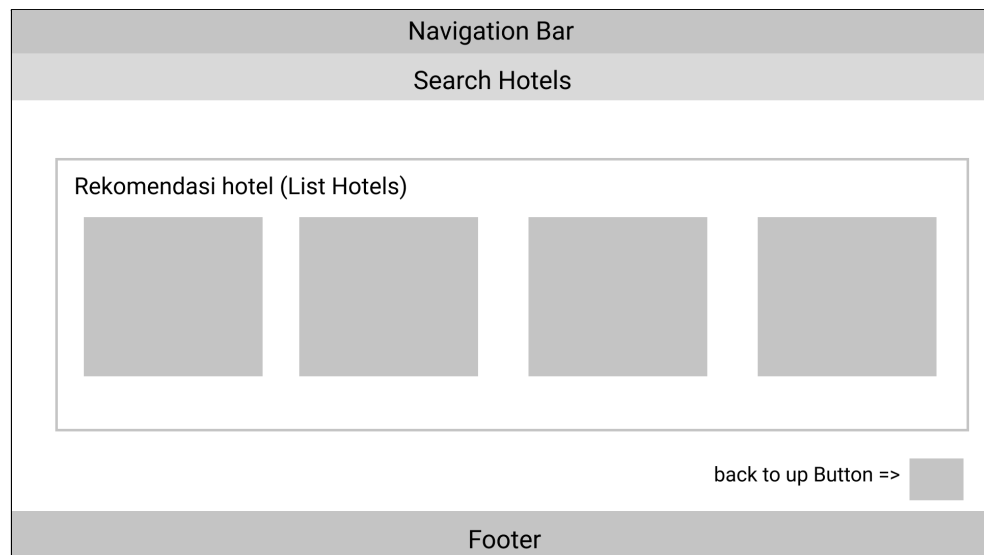 Navigation Bar
Search Hotels
Rekomendasi hotel (List Hotels)
back to up Button =>
Footer